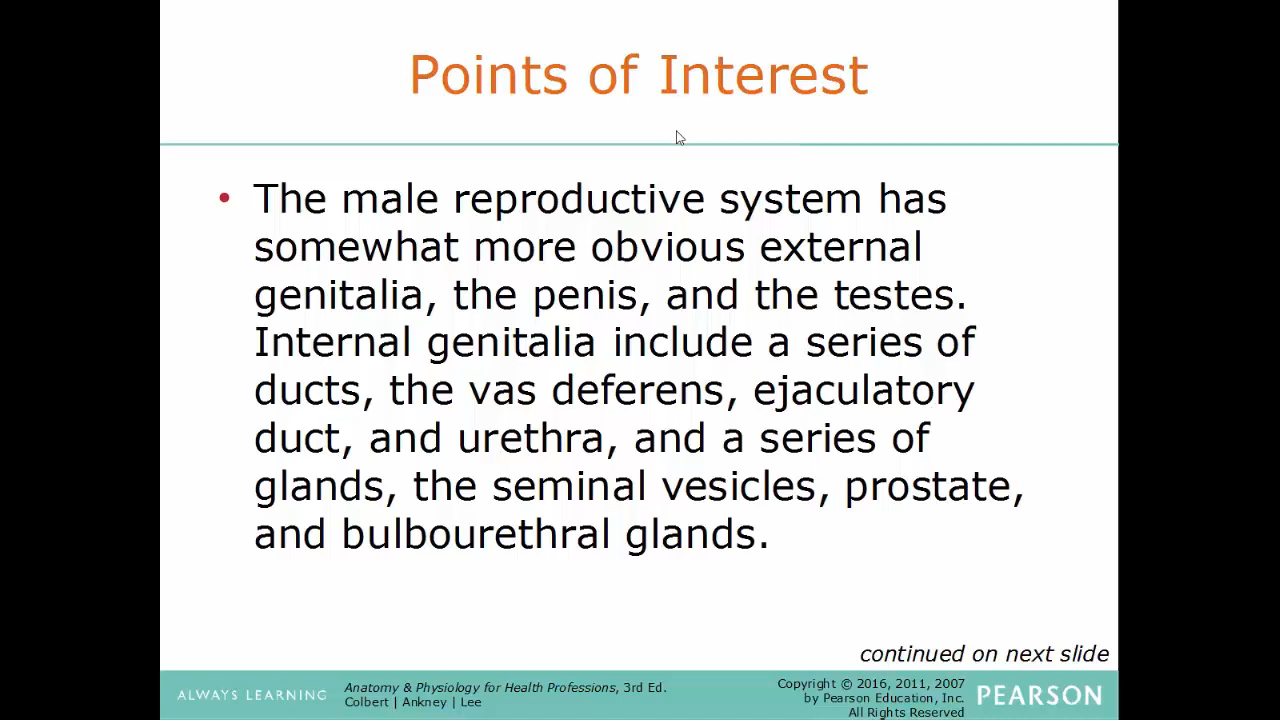 Points of Interest
• The male reproductive system has
somewhat more obvious external
genitalia, the penis, and the testes.
Internal genitalia include a series of
ducts, the vas deferens, ejaculatory
duct, and urethra, and a series of
glands, the seminal vesicles, prostate,
and bulbourethral glands.
continued on next slide
ALWAYS LEARNING
Anatomy & Physiology for Health Professions, 3rd Ed.
Colbert | Ankney | Lee
Copyright © 2016, 2011, 2007
by Pearson Education, Inc.
All Rights Reserved
PEARSON